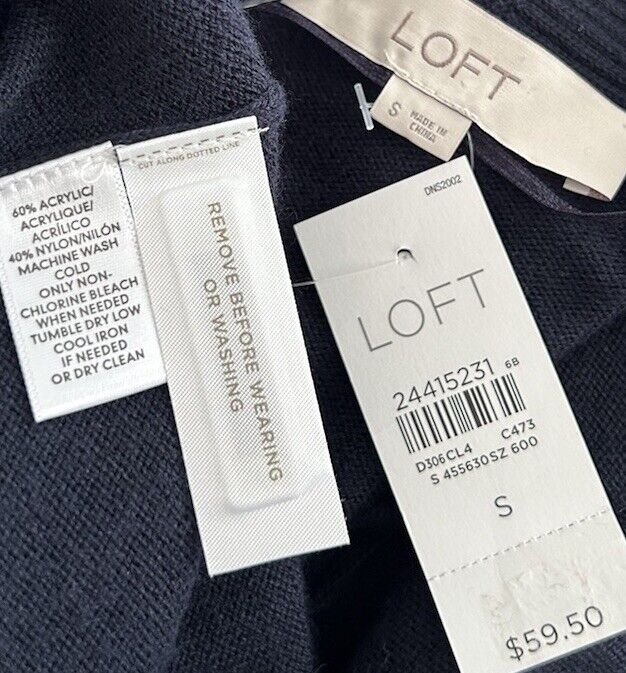 LOFT
S
MADE IN
CHINA
CUT ALONG DOTTED LINE
60% ACRYLIC/
ACRYLIQUE/
ACRÍLICO
40% NYLON/NILÓN
MACHINE WASH
COLD
ONLY NON-
CHLORINE BLEACH
WHEN NEEDED
TUMBLE DRY LOW
COOL IRON
IF NEEDED
OR DRY CLEAN
REMOVE BEFORE WEARING
OR WASHING
DNS2002
LOFT
24415231 6B
D306CL4 C473
S 455630SZ 600
S
$59.50